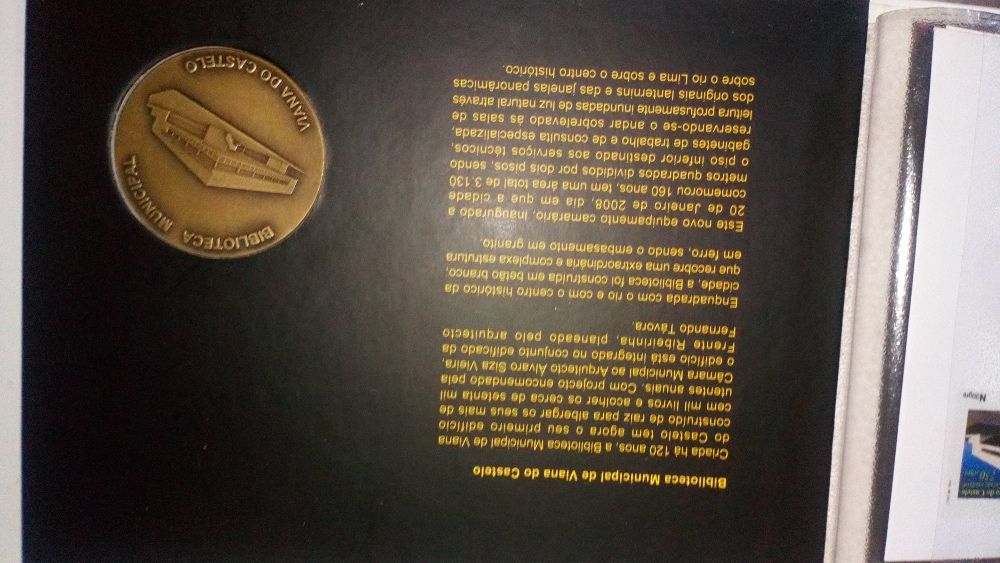 Biblioteca Municipal de Viana do Castelo
Criada há 120 anos, a Biblioteca Municipal de Viana
do Castelo tem agora o seu primeiro edifício
construído de raiz para albergar os seus mais de
cem mil livros e acolher os cerca de setenta mil
utentes anuais. Com projecto encomendado pela
Câmara Municipal ao Arquitecto Álvaro Siza Vieira,
o edifício está integrado no conjunto edificado da
Frente Ribeirinha, planeado pelo arquitecto
Fernando Távora.
Enquadrada com o rio e com o centro histórico da
cidade, a Biblioteca foi construída em betão branco,
que recobre uma extraordinária e complexa estrutura
em ferro, sendo o embasamento em granito.
Este novo equipamento camarário, inaugurado a
20 de Janeiro de 2008, dia em que a cidade
comemorou 160 anos, tem uma área total de 3.130
metros quadrados divididos por dois pisos, sendo
o piso inferior destinado aos serviços técnicos,
gabinetes de trabalho e de consulta especializada,
reservando-se o andar sobrelevado às salas de
leitura profusamente inundadas de luz natural através
dos originais lanternins e das janelas panorâmicas
sobre o rio Lima e sobre o centro histórico.
BIBLIOTECA MUNICIPAL
VIANA DO CASTELO